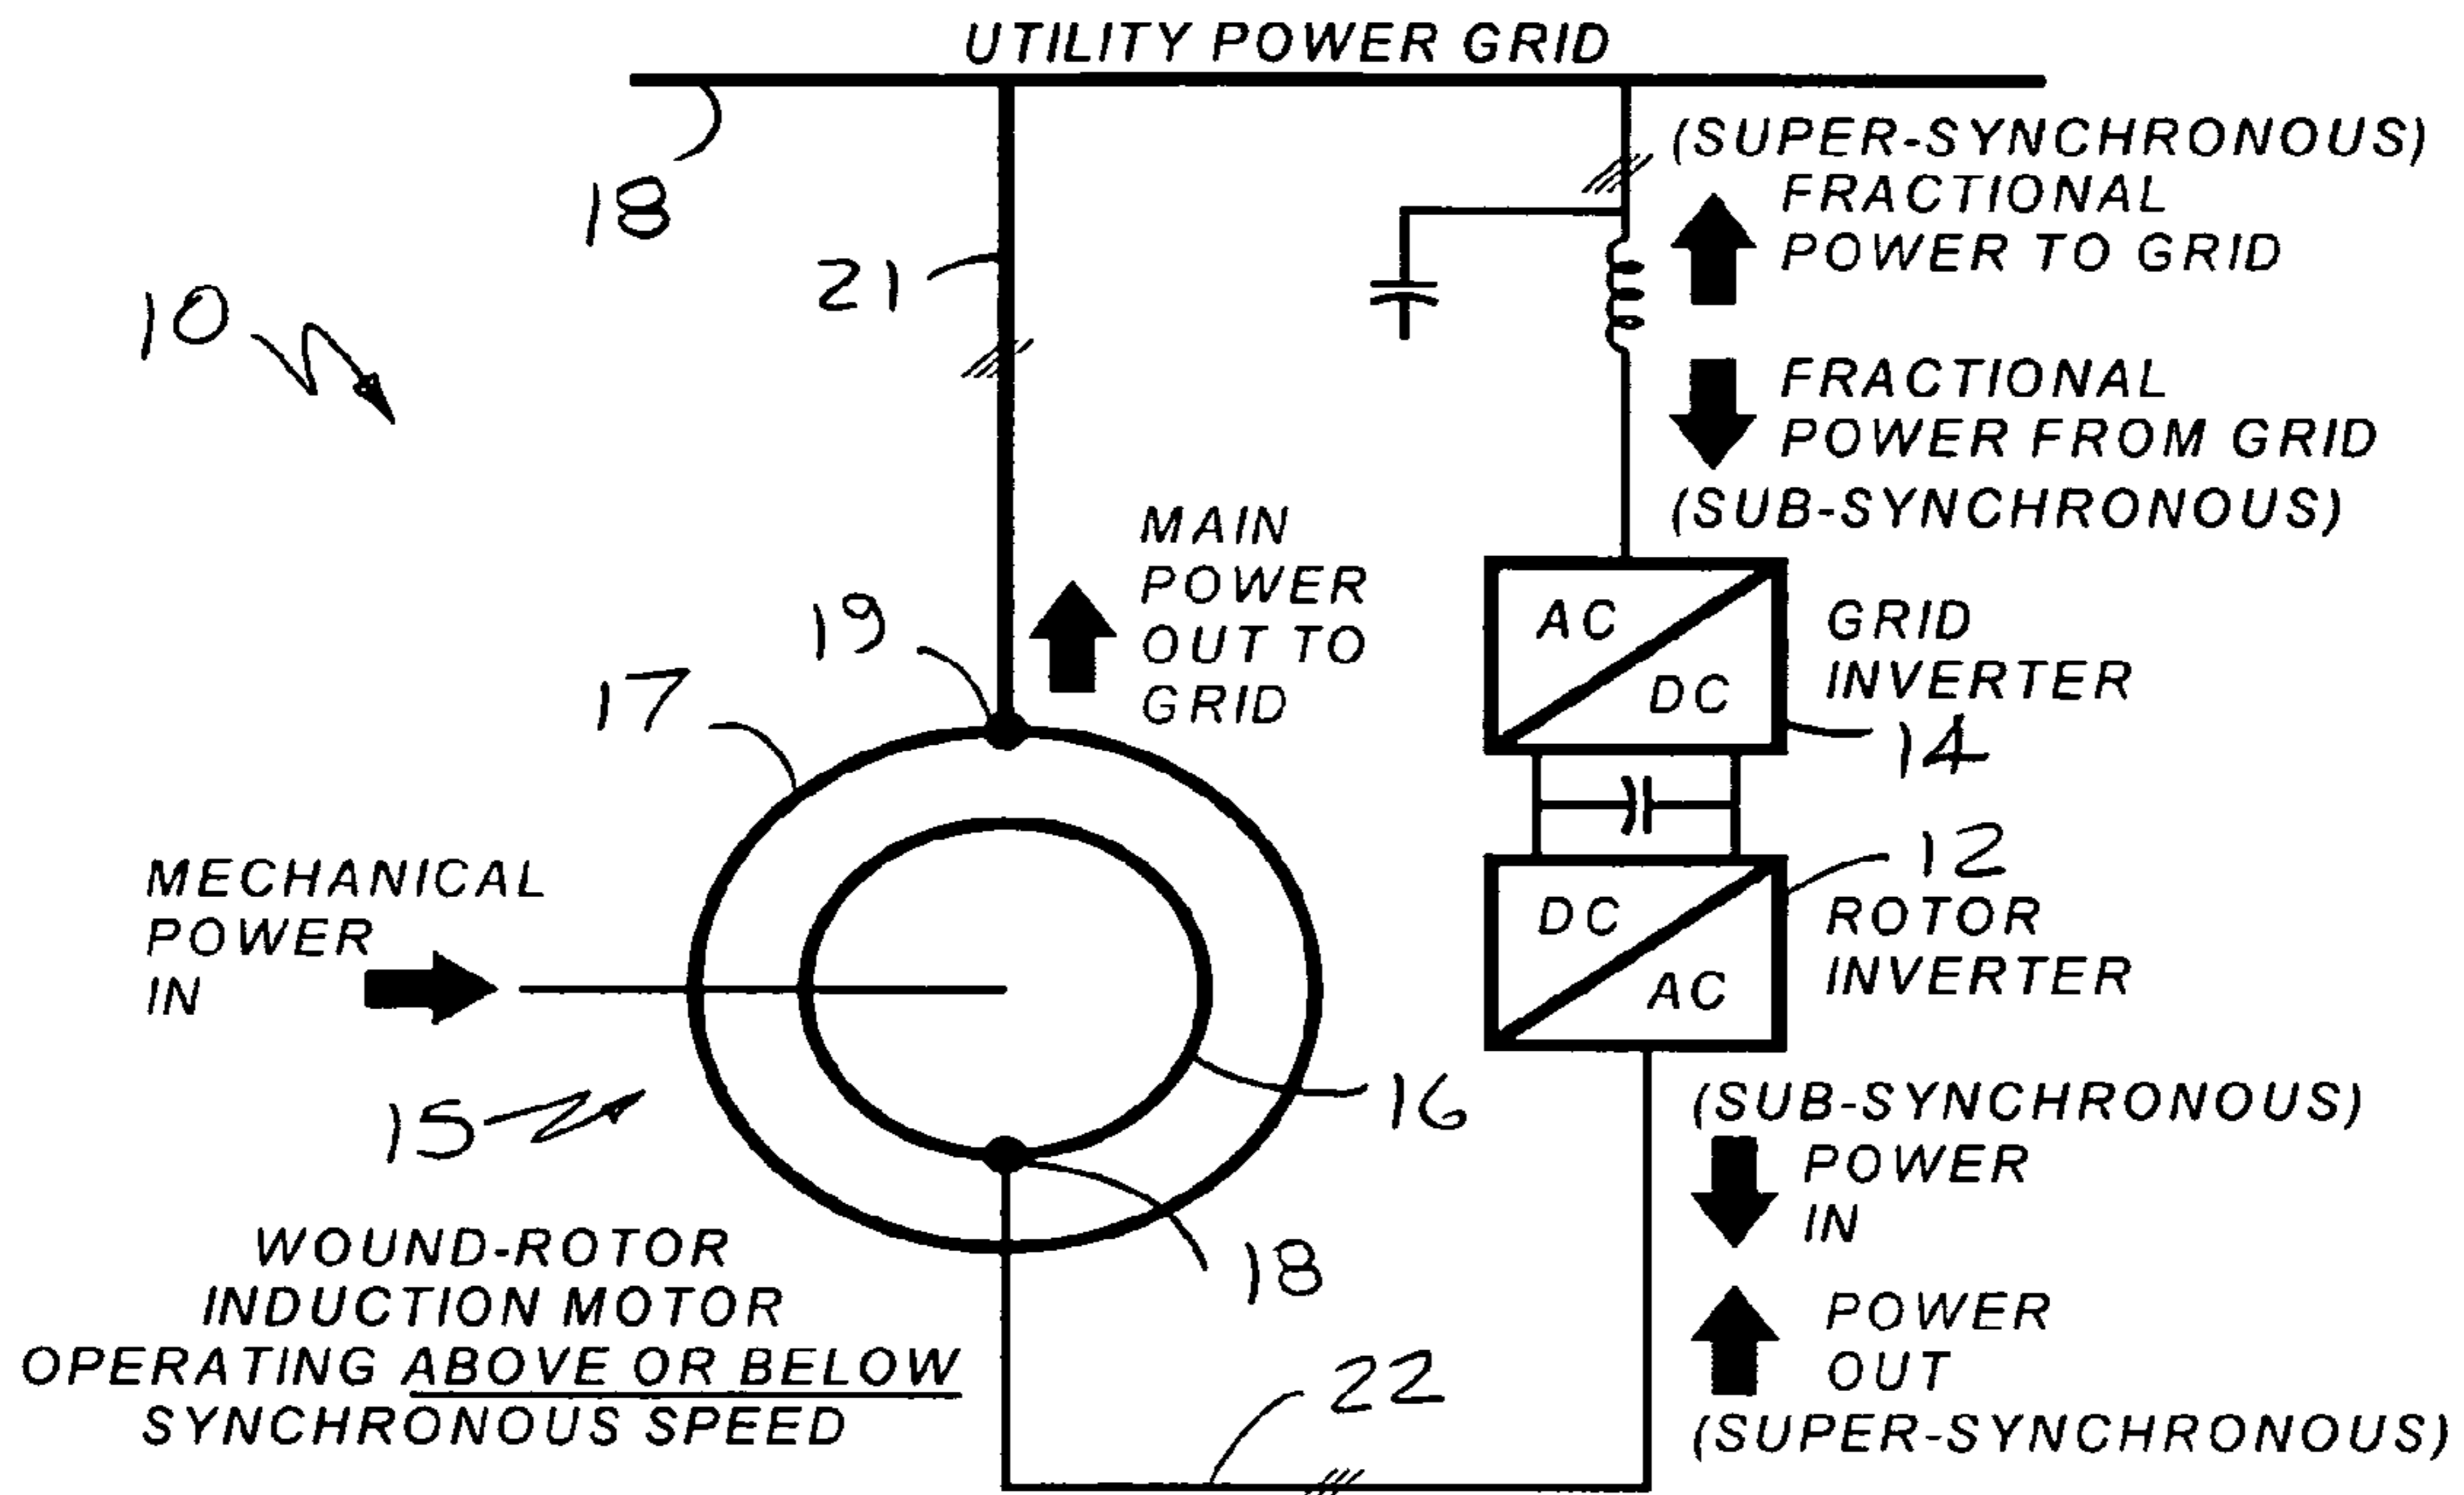 UTILITY POWER GRID
18
(SUPER-SYNCHRONOUS)
FRACTIONAL
POWER TO GRID
21
10
FRACTIONAL
POWER FROM GRID
(SUB-SYNCHRONOUS)
MAIN
POWER
OUT TO
GRID
19
17
AC
DC
GRID
INVERTER
14
12
DC
AC
ROTOR
INVERTER
MECHANICAL
POWER
IN
15
16
18
(SUB-SYNCHRONOUS)
POWER
IN
POWER
OUT
(SUPER-SYNCHRONOUS)
WOUND-ROTOR
INDUCTION MOTOR
OPERATING ABOVE OR BELOW
SYNCHRONOUS SPEED
22